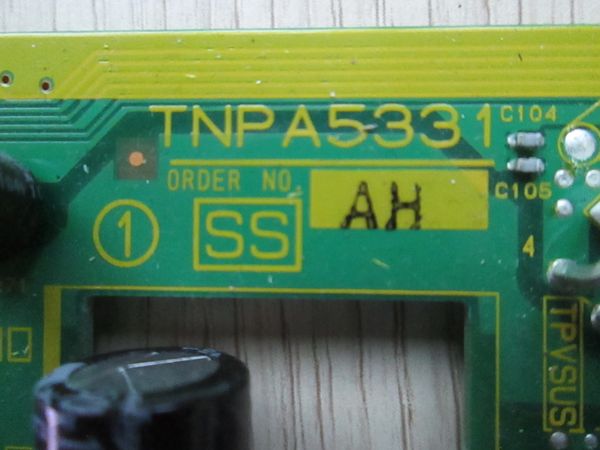 TNPA5331
C104
ORDER NO.
AH
C105
1
SS
4
TPVSUS